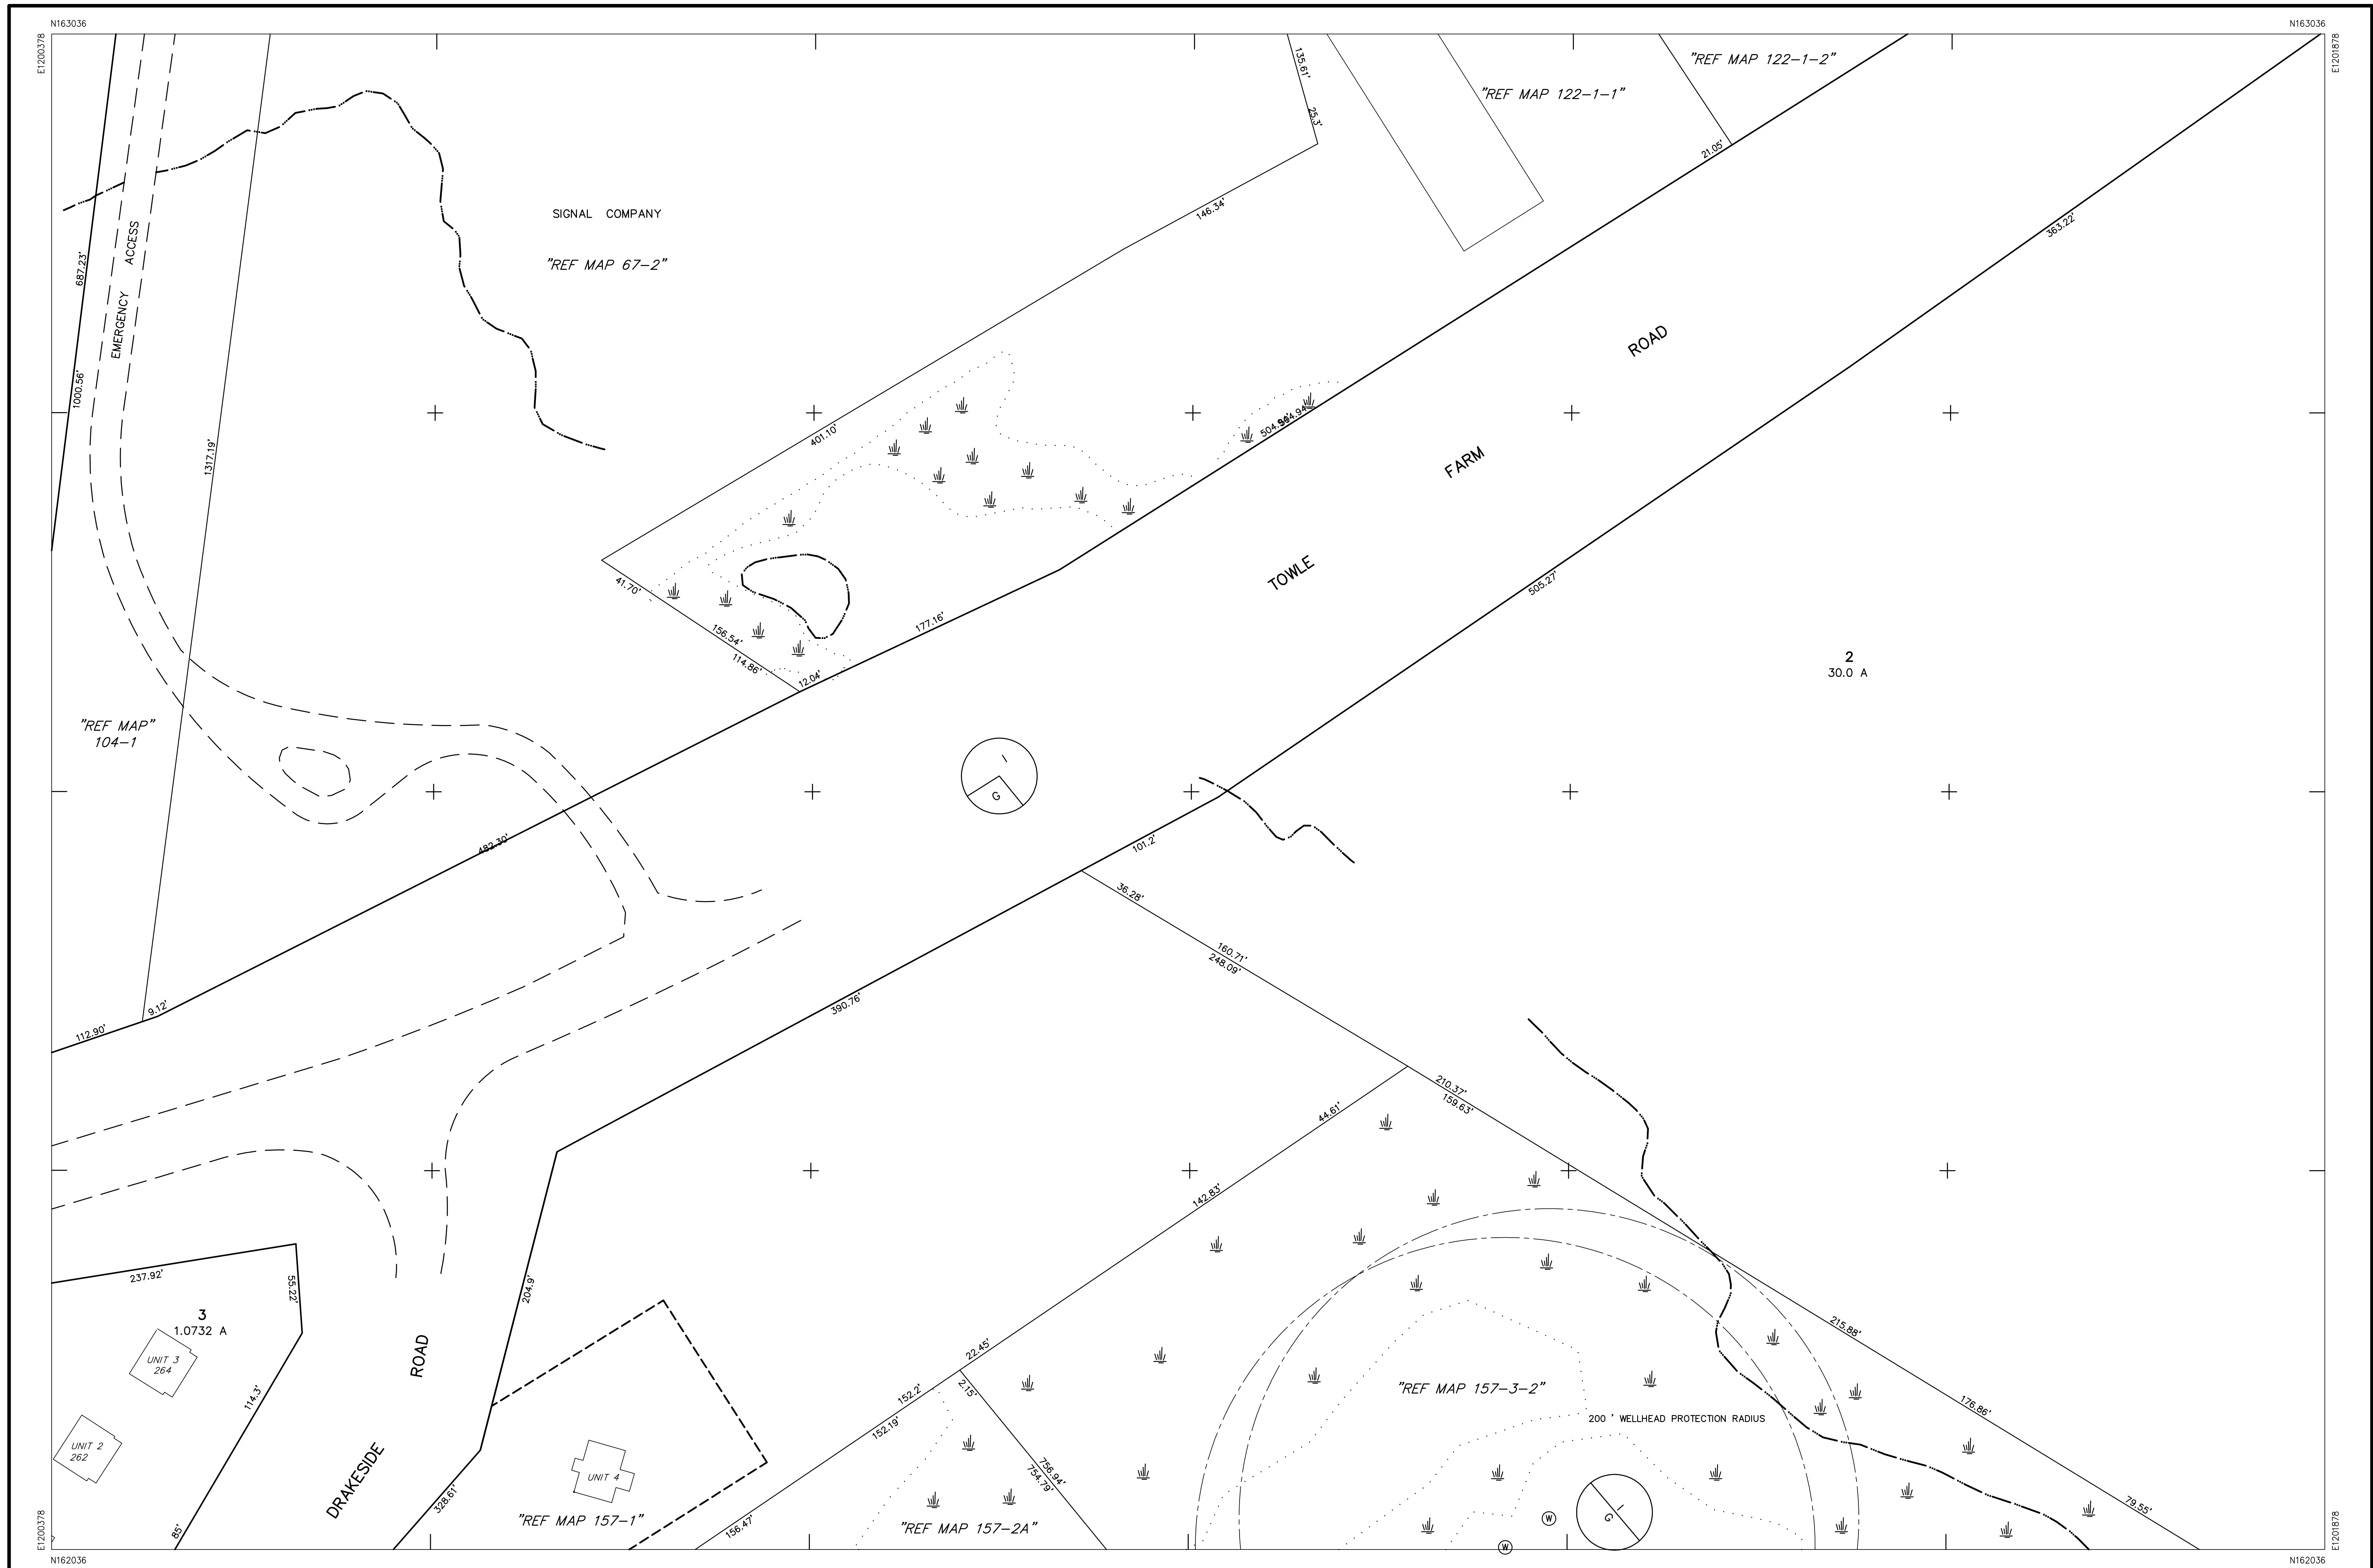 N163036
N163036
E1200378
E1201878
135.61'
25.3'
"REF MAP 122-1-2"
"REF MAP 122-1-1"
21.05'
363.22'
SIGNAL COMPANY
"REF MAP 67-2"
146.34'
687.23'
EMERGENCY ACCESS
1000.56'
1317.19'
401.10'
TOWLE FARM ROAD
505.27'
41.70'
156.54'
114.86'
177.16'
12.04'
2
30.0 A
"REF MAP"
104-1
I
G
482.30'
101.2'
36.28'
160.71'
248.09'
9.12'
112.90'
390.76'
210.37'
159.63'
44.61'
142.83'
237.92'
55.22'
204.9'
3
1.0732 A
UNIT 3
264
UNIT 2
262
114.3'
85'
DRAKESIDE ROAD
328.61'
UNIT 4
"REF MAP 157-1"
22.45'
2.15'
152.2'
152.19'
156.47'
756.94'
754.79'
"REF MAP 157-2A"
"REF MAP 157-3-2"
200 ' WELLHEAD PROTECTION RADIUS
215.88'
176.86'
79.55'
W
W
I
G
E1200378
E1201878
N162036
N162036